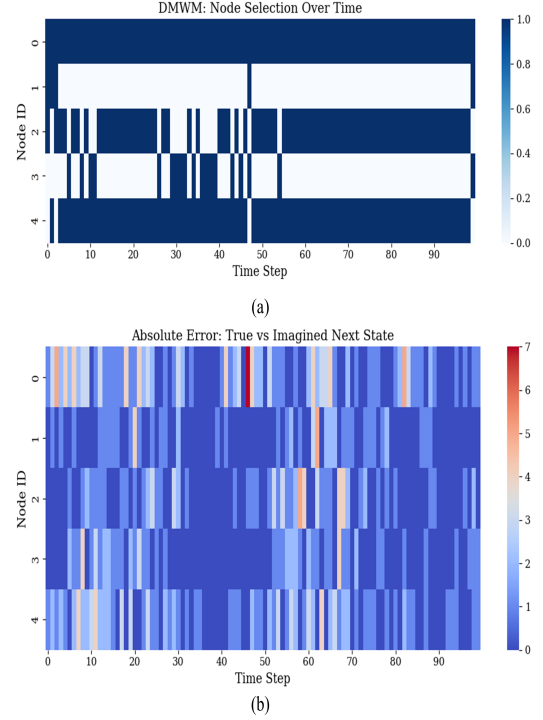 DMWM: Node Selection Over Time
1.0
0.8
0.6
0.4
0.2
0.0
Node ID
0
1
2
3
4
0 10 20 30 40 50 60 70 80 90
Time Step
(a)
Absolute Error: True vs Imagined Next State
7
6
5
4
3
2
1
0
Node ID
0
1
2
3
4
0 10 20 30 40 50 60 70 80 90
Time Step
(b)